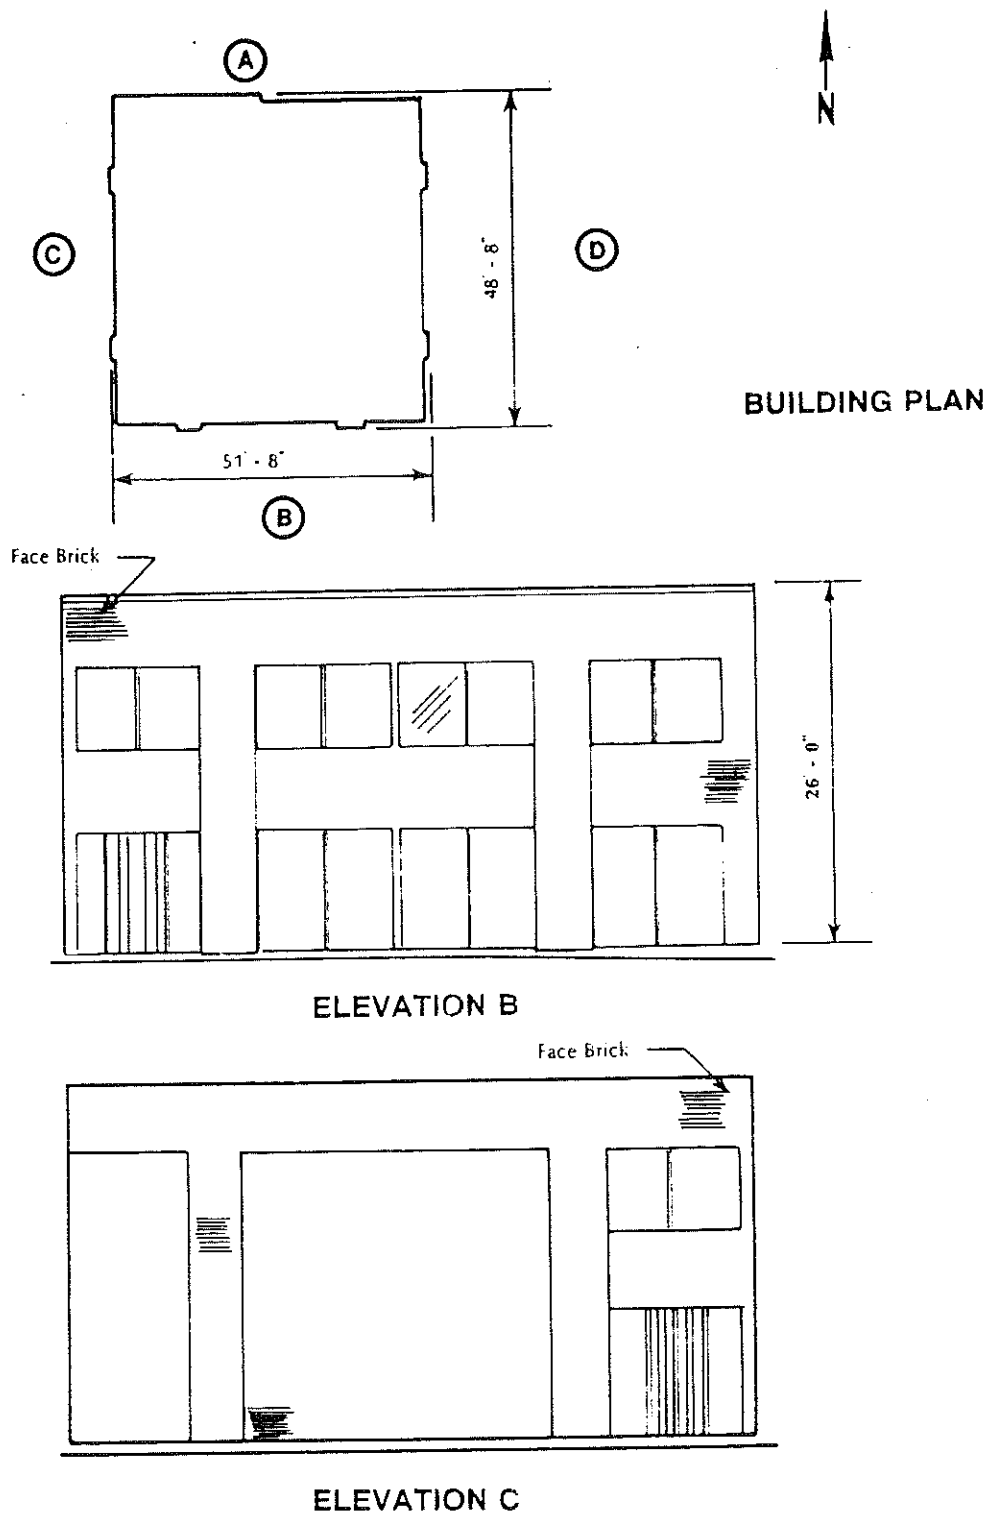 A
N
C
48' - 8"
D
BUILDING PLAN
51' - 8"
B
Face Brick
26' - 0"
ELEVATION B
Face Brick
ELEVATION C